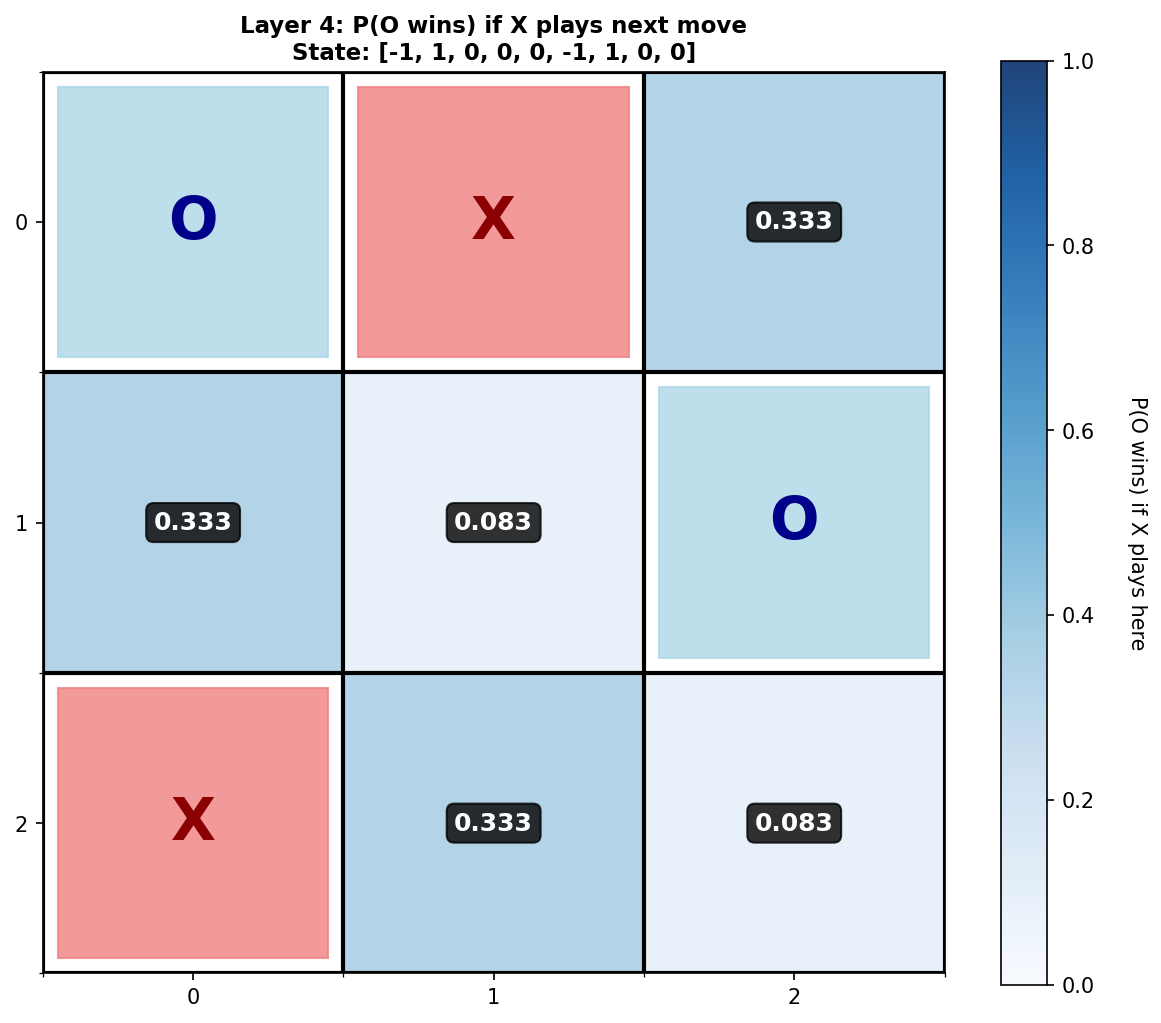 Layer 4: P(O wins) if X plays next move
State: [-1, 1, 0, 0, 0, -1, 1, 0, 0]
O
X
0.333
0.333
0.083
O
X
0.333
0.083
0
1
2
0
1
2
1.0
0.8
0.6
0.4
0.2
0.0
P(O wins) if X plays here